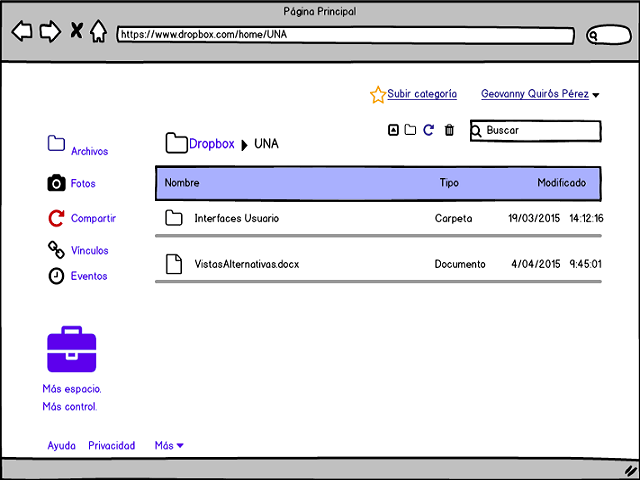 Página Principal
https://www.dropbox.com/home/UNA
Subir categoría Geovanny Quirós Pérez
Dropbox UNA Buscar
Archivos
Fotos
Compartir
Vínculos
Eventos
Nombre Tipo Modificado
Interfaces Usuario Carpeta 19/03/2015 14:12:16
VistasAlternativas.docx Documento 4/04/2015 9:45:01
Más espacio.
Más control.
Ayuda Privacidad Más